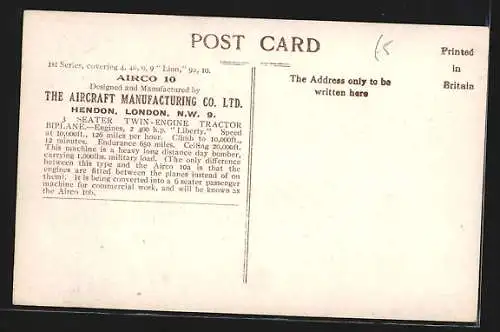 POST CARD
£5
Printed
in
Britain
1st Series, covering 4, 4a, 9, 9 "Lion," 9a, 10.
AIRCO 10
Designed and Manufactured by
THE AIRCRAFT MANUFACTURING CO. LTD.
HENDON, LONDON, N.W. 9.
3 SEATER TWIN-ENGINE TRACTOR
BIPLANE.—Engines, 2 400 h.p. "Liberty." Speed
at 10,000ft., 126 miles per hour. Climb to 10,000ft.,
12 minutes. Endurance 650 miles. Ceiling 20,000ft.
This machine is a heavy long distance day bomber,
carrying 1,000lbs. military load. (The only difference
between this type and the Airco 10a is that the
engines are fitted between the planes instead of on
them). It is being converted into a 6 seater passenger
machine for commercial work, and will be known as
the Airco 10b.
The Address only to be
written here